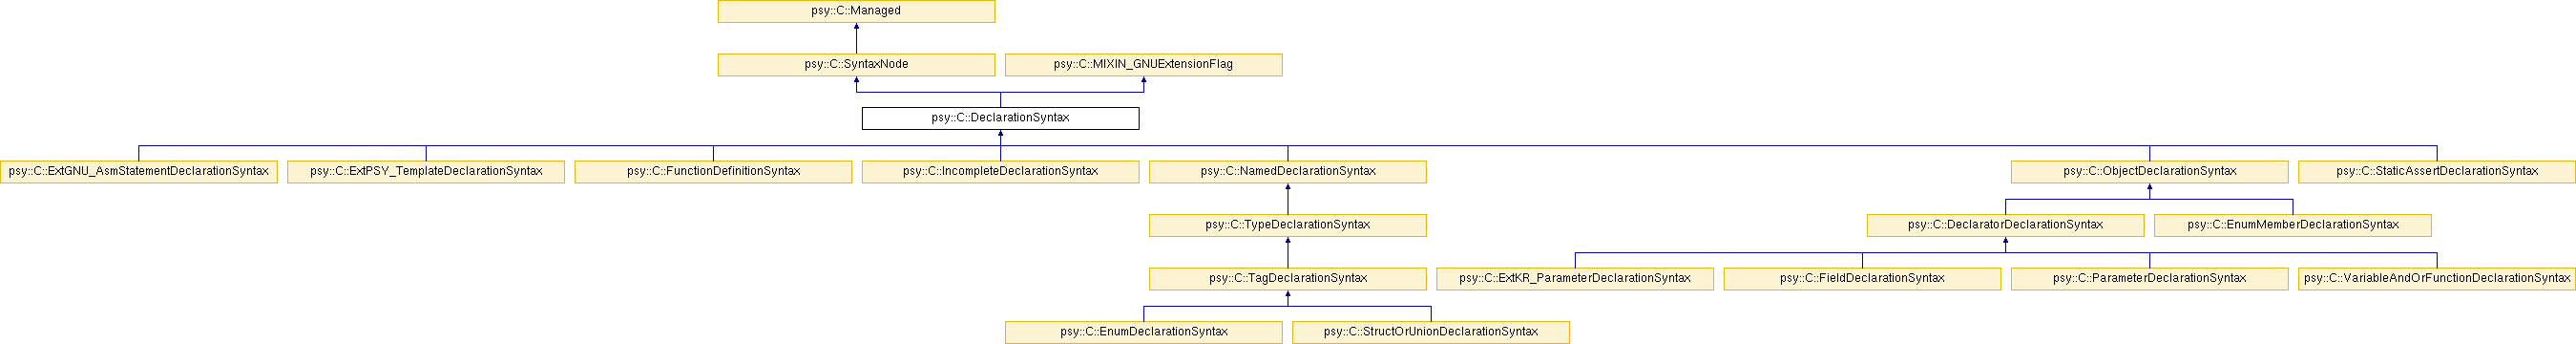 psy::C::Managed
psy::C::SyntaxNode
psy::C::MIXIN_GNUExtensionFlag
psy::C::DeclarationSyntax
psy::C::ExtGNU_AsmStatementDeclarationSyntax
psy::C::ExtPSY_TemplateDeclarationSyntax
psy::C::FunctionDefinitionSyntax
psy::C::IncompleteDeclarationSyntax
psy::C::NamedDeclarationSyntax
psy::C::ObjectDeclarationSyntax
psy::C::StaticAssertDeclarationSyntax
psy::C::TypeDeclarationSyntax
psy::C::DeclaratorDeclarationSyntax
psy::C::EnumMemberDeclarationSyntax
psy::C::TagDeclarationSyntax
psy::C::ExtKR_ParameterDeclarationSyntax
psy::C::FieldDeclarationSyntax
psy::C::ParameterDeclarationSyntax
psy::C::VariableAndOrFunctionDeclarationSyntax
psy::C::EnumDeclarationSyntax
psy::C::StructOrUnionDeclarationSyntax